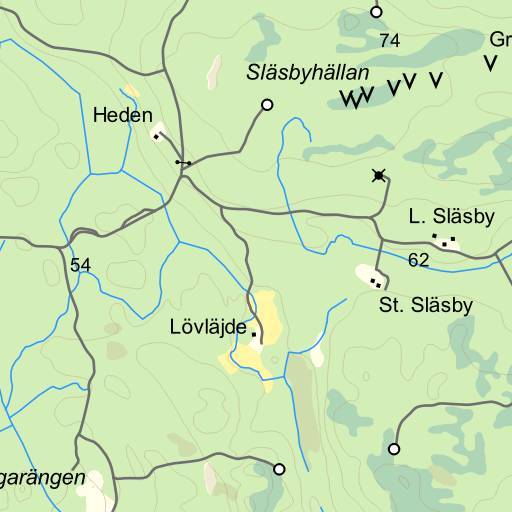 74
Gr
Släsbyhällan
Heden
L. Släsby
62
54
St. Släsby
Lövläjde
garängen